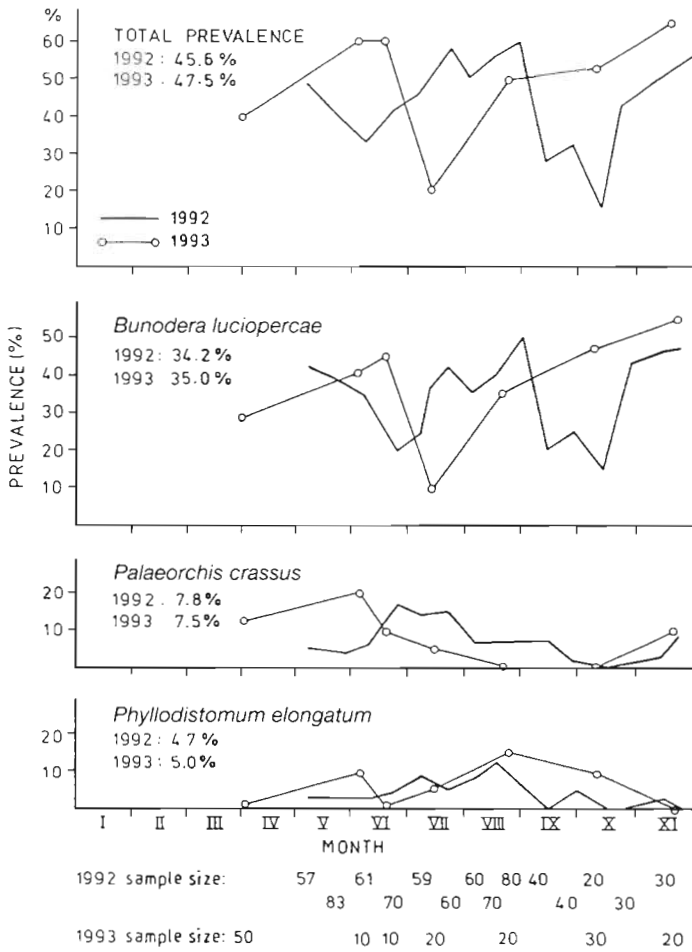 %
TOTAL PREVALENCE
1992: 45.6%
1993. 47.5%
60
50
40
30
20
10
1992
1993
PREVALENCE (%)
Bunodera luciopercae
1992: 34.2%
1993 35.0%
50
40
30
20
10
Palaeorchis crassus
1992. 7.8%
1993 7.5%
20
10
Phyllodistomum elongatum
1992: 4.7%
1993: 5.0%
20
10
I II III IV V VI VII VIII IX X XI
MONTH
1992 sample size: 57 61 59 60 80 40 20 30
83 70 60 70 40 30
1993 sample size: 50 10 10 20 20 30 20